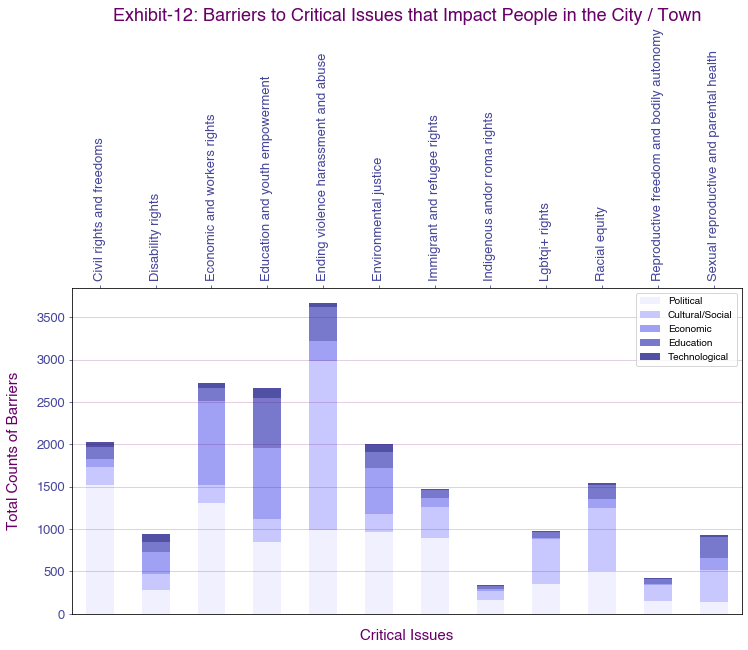 Exhibit-12: Barriers to Critical Issues that Impact People in the City / Town
Civil rights and freedoms
Disability rights
Economic and workers rights
Education and youth empowerment
Ending violence harassment and abuse
Environmental justice
Immigrant and refugee rights
Indigenous andor roma rights
Lgbtqi+ rights
Racial equity
Reproductive freedom and bodily autonomy
Sexual reproductive and parental health
Political
Cultural/Social
Economic
Education
Technological
3500
3000
2500
2000
1500
1000
500
0
Total Counts of Barriers
Critical Issues